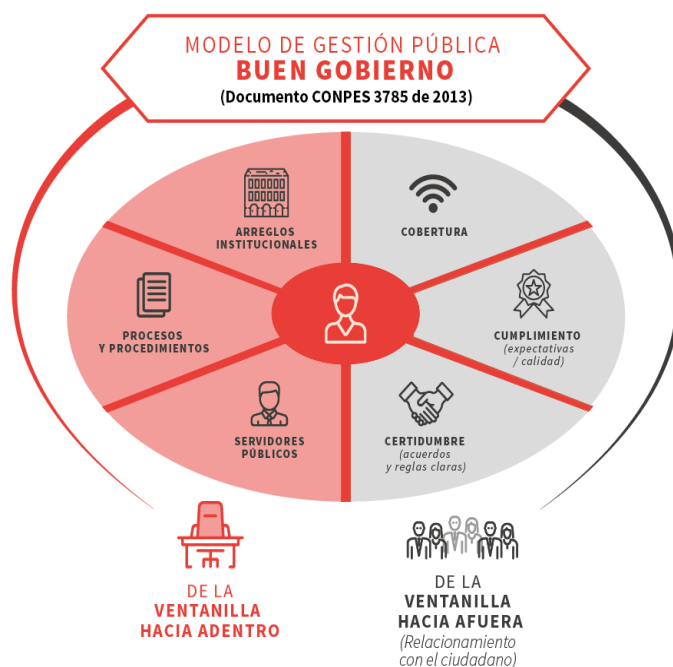 MODELO DE GESTIÓN PÚBLICA
BUEN GOBIERNO
(Documento CONPES 3785 de 2013)
ARREGLOS
INSTITUCIONALES
COBERTURA
PROCESOS
Y PROCEDIMIENTOS
CUMPLIMIENTO
(expectativas
/ calidad)
SERVIDORES
PÚBLICOS
CERTIDUMBRE
(acuerdos
y reglas claras)
DE LA
VENTANILLA
HACIA ADENTRO
DE LA
VENTANILLA
HACIA AFUERA
(Relacionamiento
con el ciudadano)